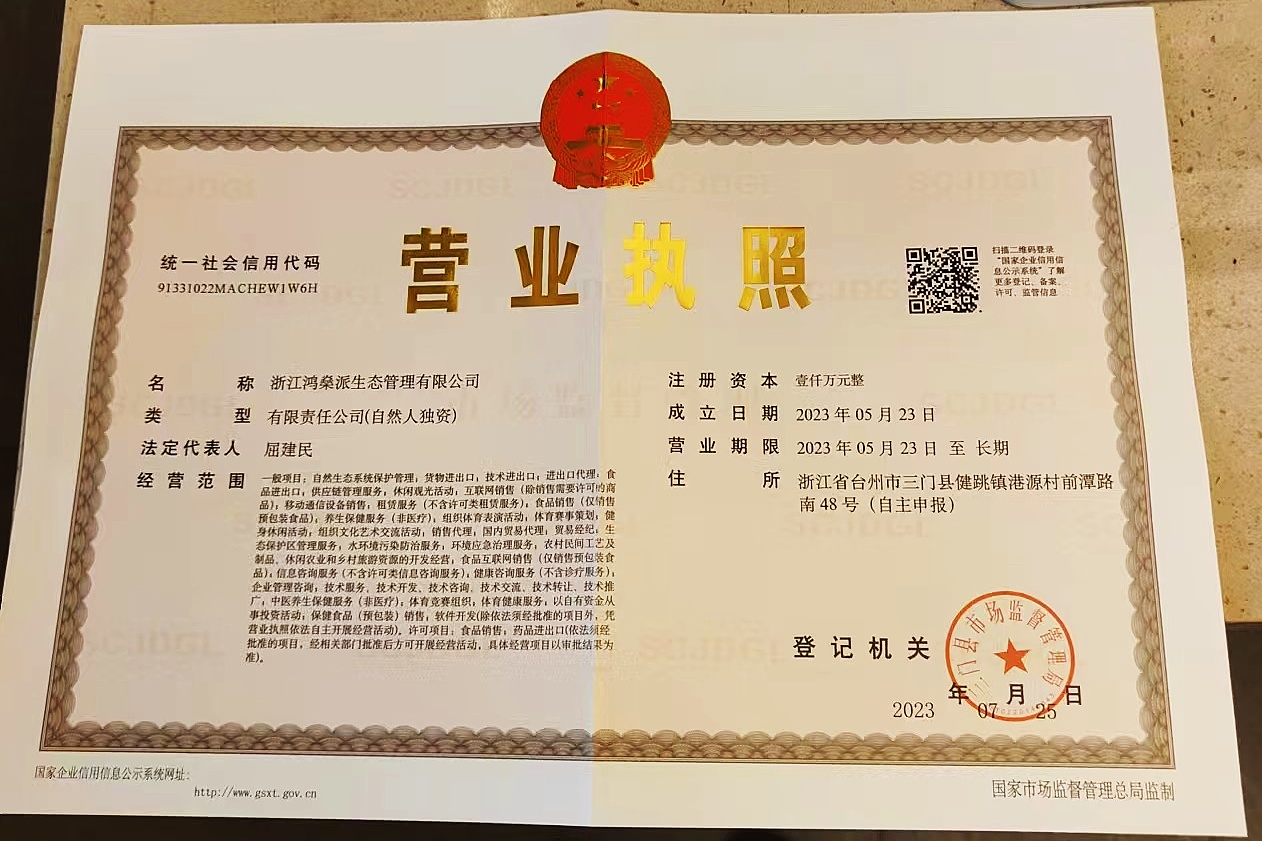 营业执照
统一社会信用代码
91331022MACHEW1W6H
扫描二维码登录
“国家企业信用信
息公示系统”了解
更多登记、备案、
许可、监管信息
名称 浙江鸿燊派生态管理有限公司
类型 有限责任公司(自然人独资)
法定代表人 屈建民
经营范围 一般项目：自然生态系统保护管理；货物进出口；技术进出口；进出口代理；食
品进出口；供应链管理服务；休闲观光活动；互联网销售（除销售需要许可的商
品）；移动通信设备销售；租赁服务（不含许可类租赁服务）；食品销售（仅销售
预包装食品）；养生保健服务（非医疗）；组织体育表演活动；体育赛事策划；健
身休闲活动；组织文化艺术交流活动；销售代理；国内贸易代理；贸易经纪；生
态保护区管理服务；水环境污染防治服务；环境应急治理服务；农村民间工艺及
制品、休闲农业和乡村旅游资源的开发经营；食品互联网销售（仅销售预包装食
品）；信息咨询服务（不含许可类信息咨询服务）；健康咨询服务（不含诊疗服务）；
企业管理咨询；技术服务、技术开发、技术咨询、技术交流、技术转让、技术推
广；中医养生保健服务（非医疗）；体育竞赛组织；体育健康服务；以自有资金从
事投资活动；保健食品（预包装）销售；软件开发(除依法须经批准的项目外，凭
营业执照依法自主开展经营活动)。许可项目：食品销售；药品进出口(依法须经
批准的项目，经相关部门批准后方可开展经营活动，具体经营项目以审批结果为
准)。
注册资本 壹仟万元整
成立日期 2023 年 05 月 23 日
营业期限 2023 年 05 月 23 日 至 长期
住所 浙江省台州市三门县健跳镇港源村前潭路
南 48 号（自主申报）
登记机关
三门县市场监督管理局
2023 年 07 月 25 日
国家企业信用信息公示系统网址：
http://www.gsxt.gov.cn
国家市场监督管理总局监制